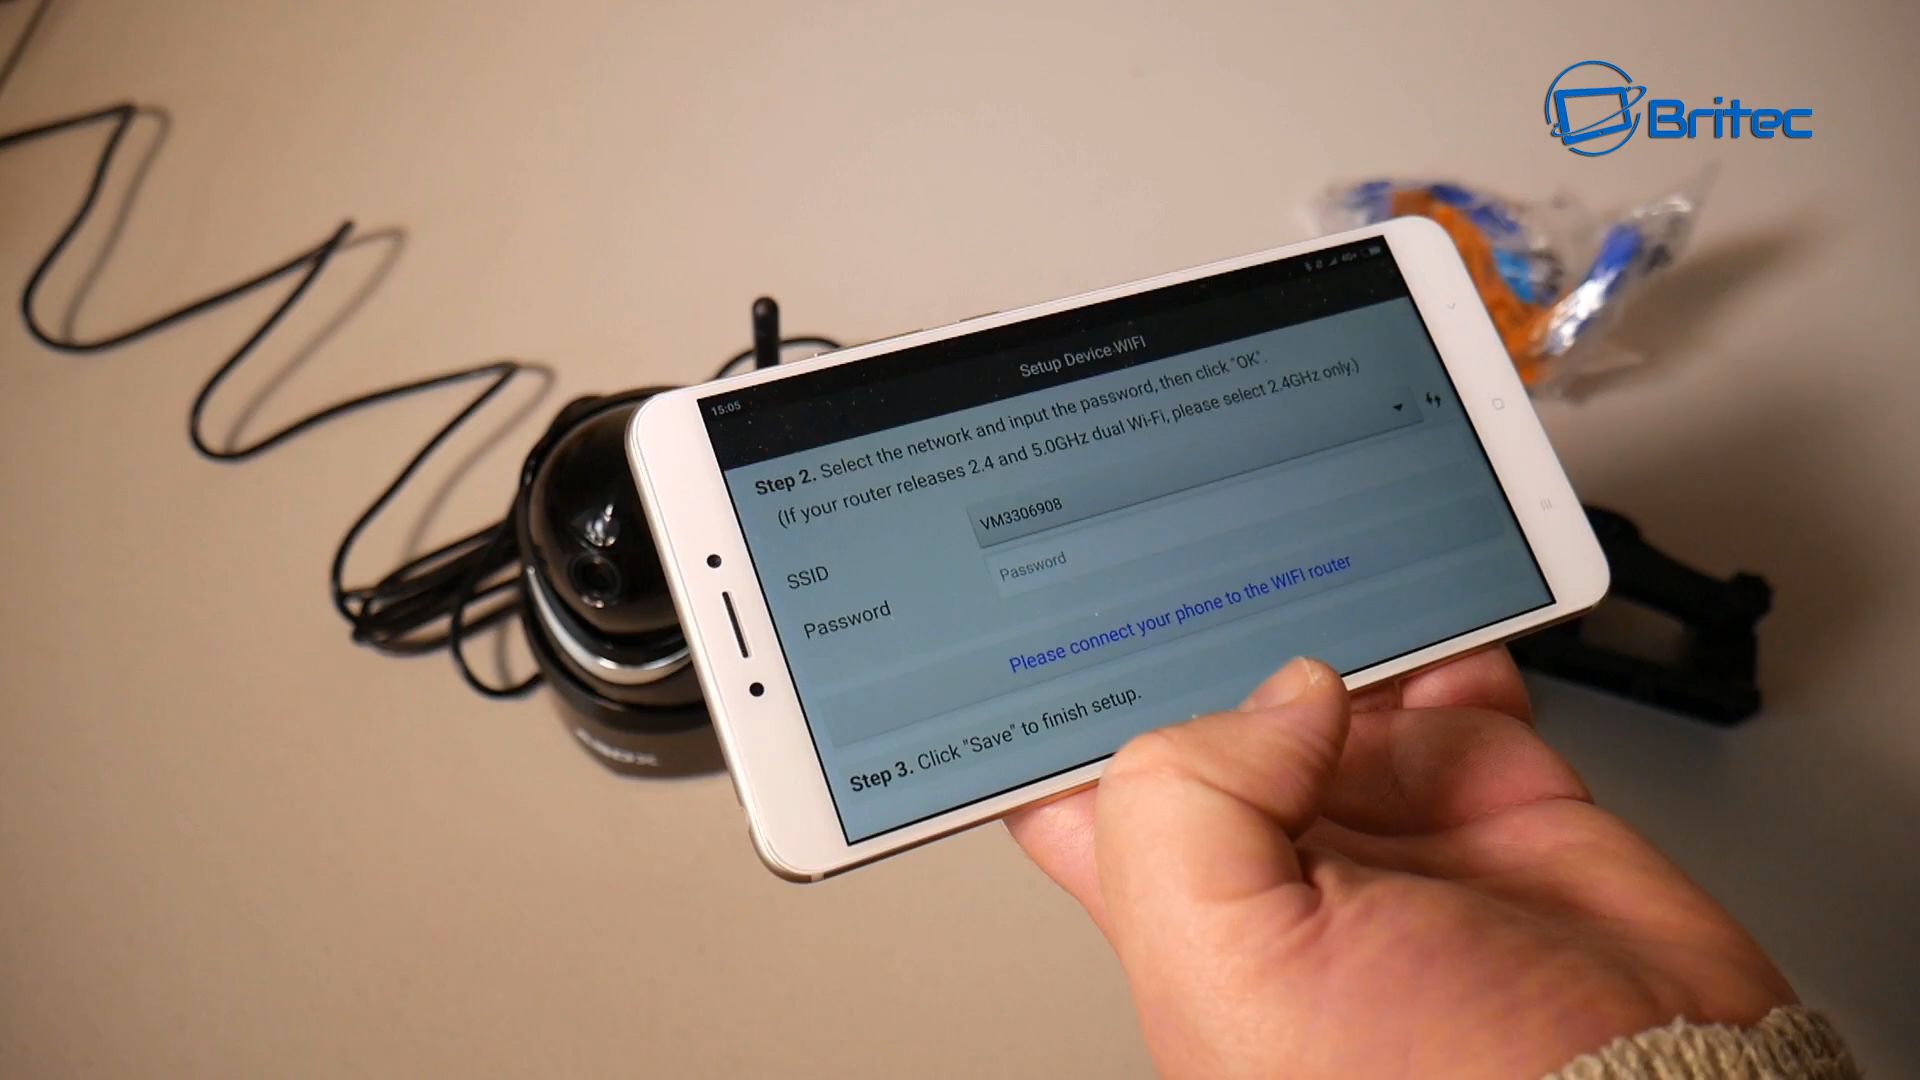 Britec
15:05
Setup Device WIFI
Step 2. Select the network and input the password, then click "OK".
(If your router releases 2.4 and 5.0GHz dual Wi-Fi, please select 2.4GHz only.)
SSID
VM3306908
Password
Password
Please connect your phone to the WIFI router
Step 3. Click "Save" to finish setup.